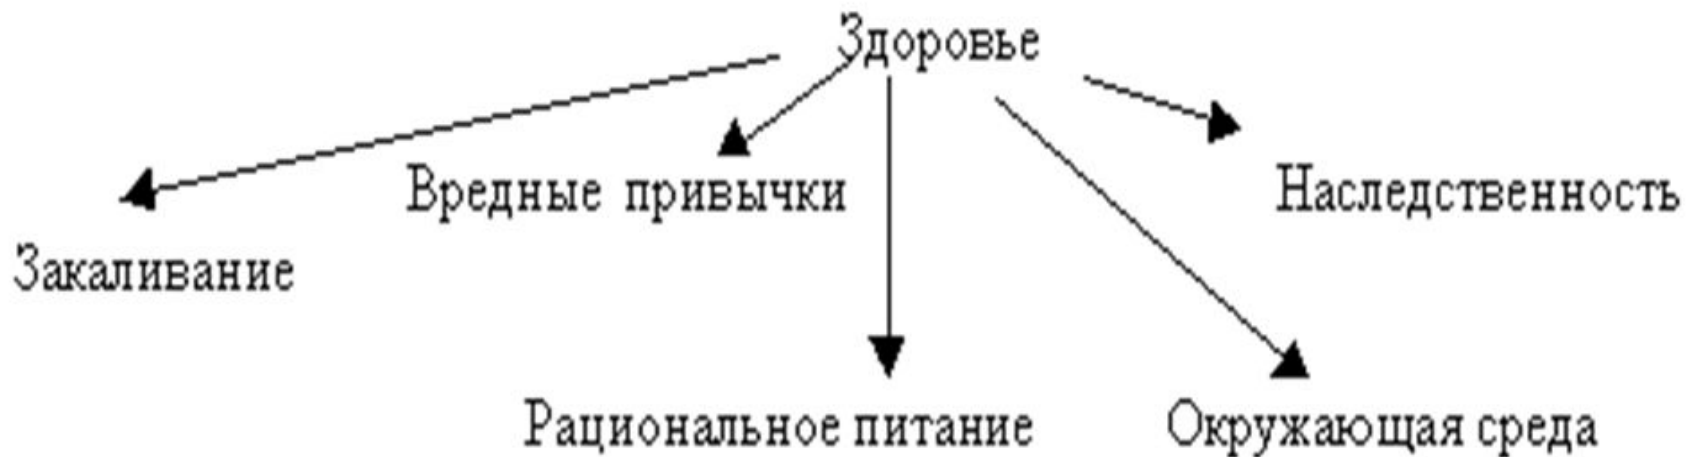 Здоровье
Вредные привычки
Наследственность
Закаливание
Рациональное питание
Окружающая среда